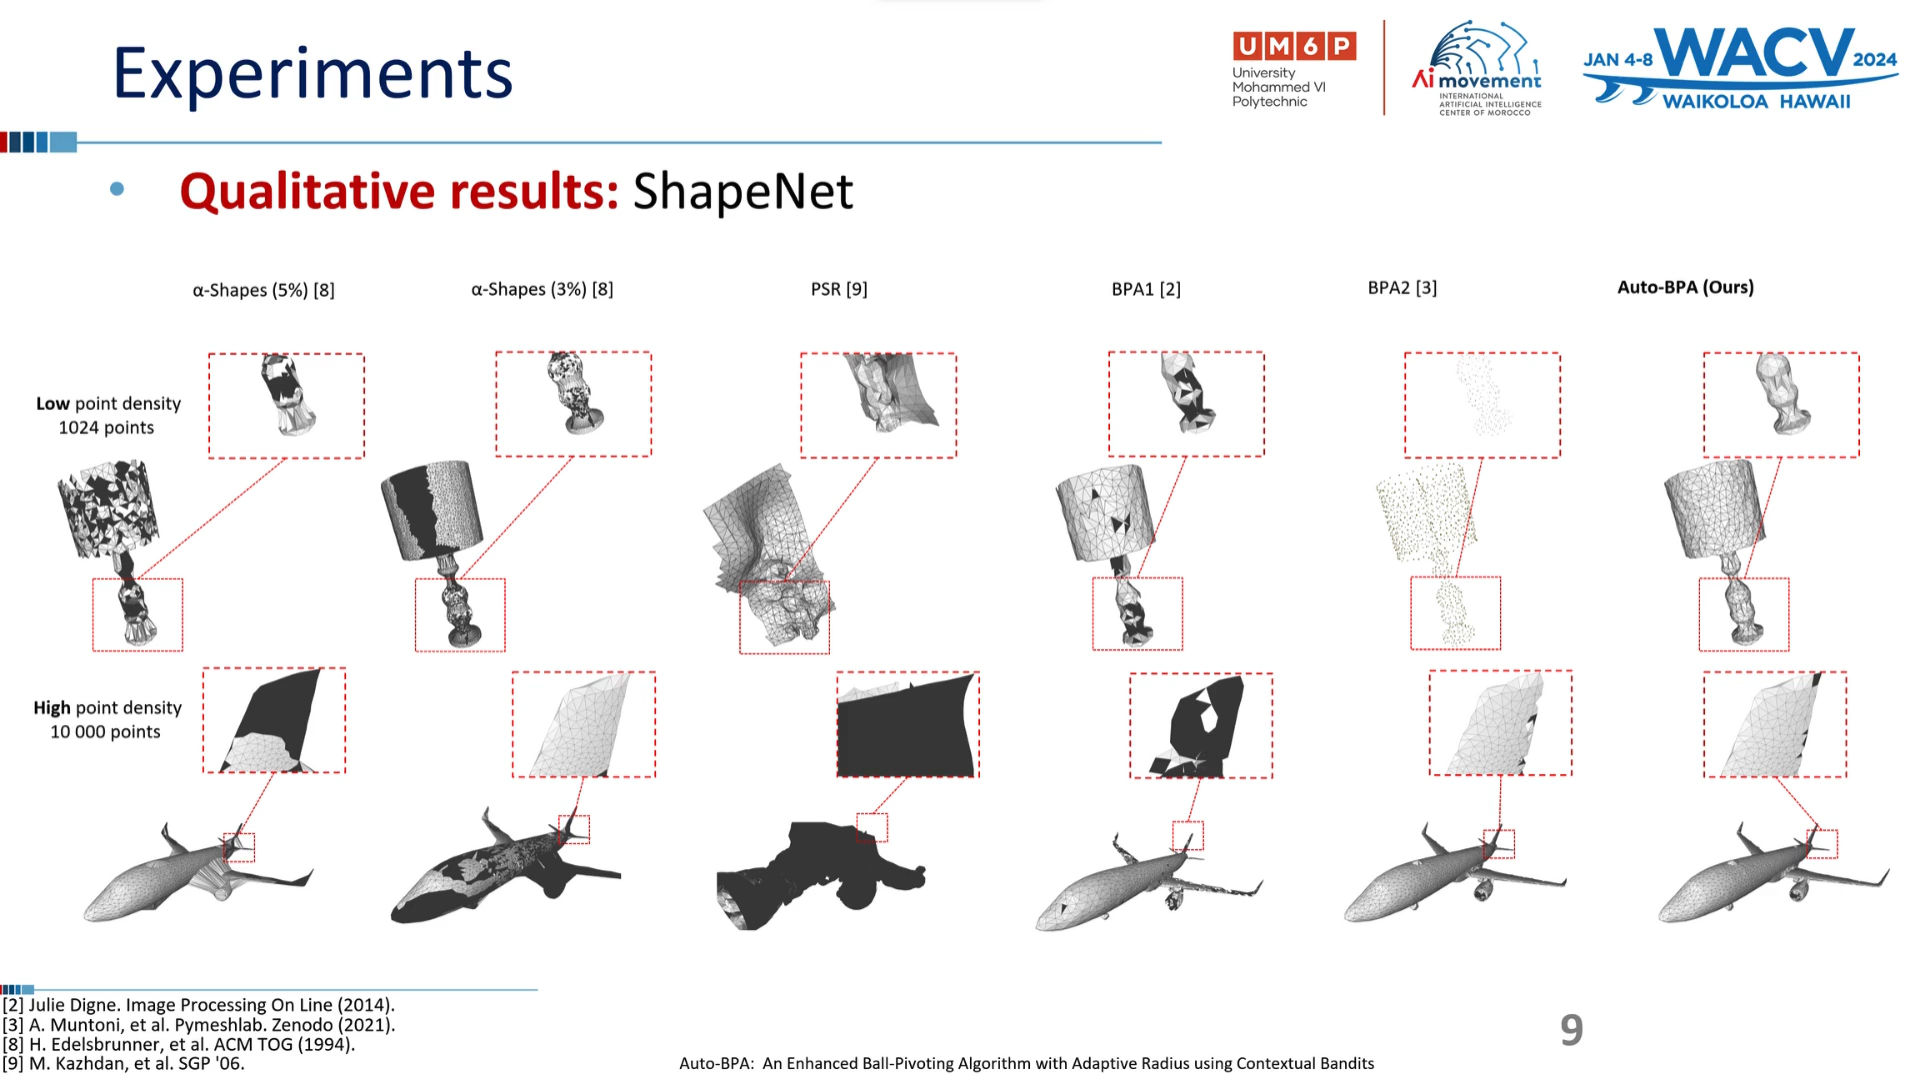 Experiments
UM6P
University
Mohammed VI
Polytechnic
Ai movement
INTERNATIONAL
ARTIFICIAL INTELLIGENCE
CENTER OF MOROCCO
JAN 4-8 WACV 2024
WAIKOLOA HAWAII
• Qualitative results: ShapeNet
α-Shapes (5%) [8]
α-Shapes (3%) [8]
PSR [9]
BPA1 [2]
BPA2 [3]
Auto-BPA (Ours)
Low point density
1024 points
High point density
10 000 points
[2] Julie Digne. Image Processing On Line (2014).
[3] A. Muntoni, et al. Pymeshlab. Zenodo (2021).
[8] H. Edelsbrunner, et al. ACM TOG (1994).
[9] M. Kazhdan, et al. SGP '06.
Auto-BPA: An Enhanced Ball-Pivoting Algorithm with Adaptive Radius using Contextual Bandits
9